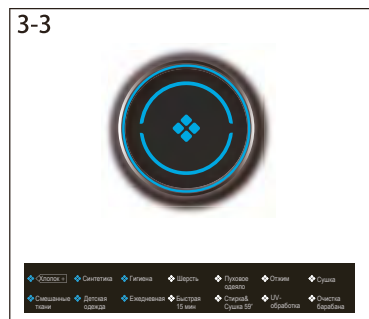 3-3
Хлопок + Синтетика Гигиена Шерсть Пуховое одеяло Отжим Сушка
Смешанные ткани Детская одежда Ежедневная Быстрая 15 мин Стирка& Сушка 59' UV-обработка Очистка барабана